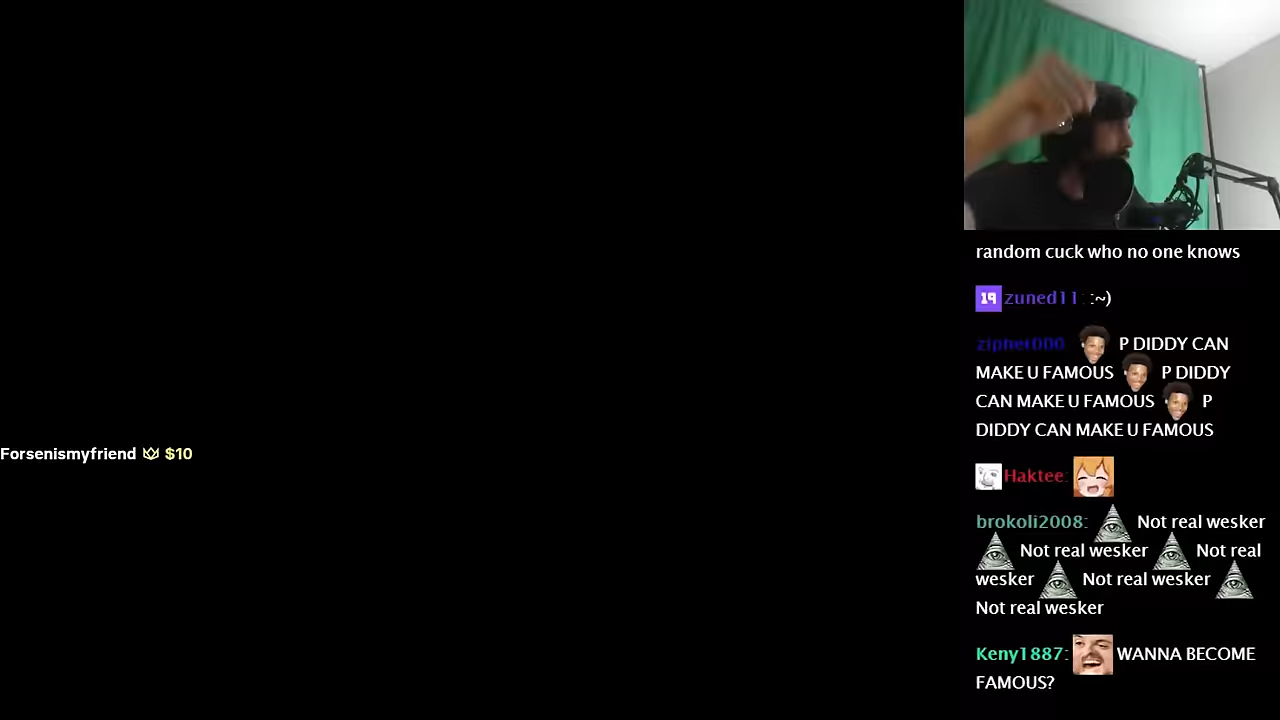 random cuck who no one knows
19 zuned11: :~)
zipher000 P DIDDY CAN
MAKE U FAMOUS P DIDDY
CAN MAKE U FAMOUS P
DIDDY CAN MAKE U FAMOUS
Forsenismyfriend $10
Haktee:
brokoli2008: Not real wesker
Not real wesker Not real
wesker Not real wesker
Not real wesker
Keny1887: WANNA BECOME
FAMOUS?